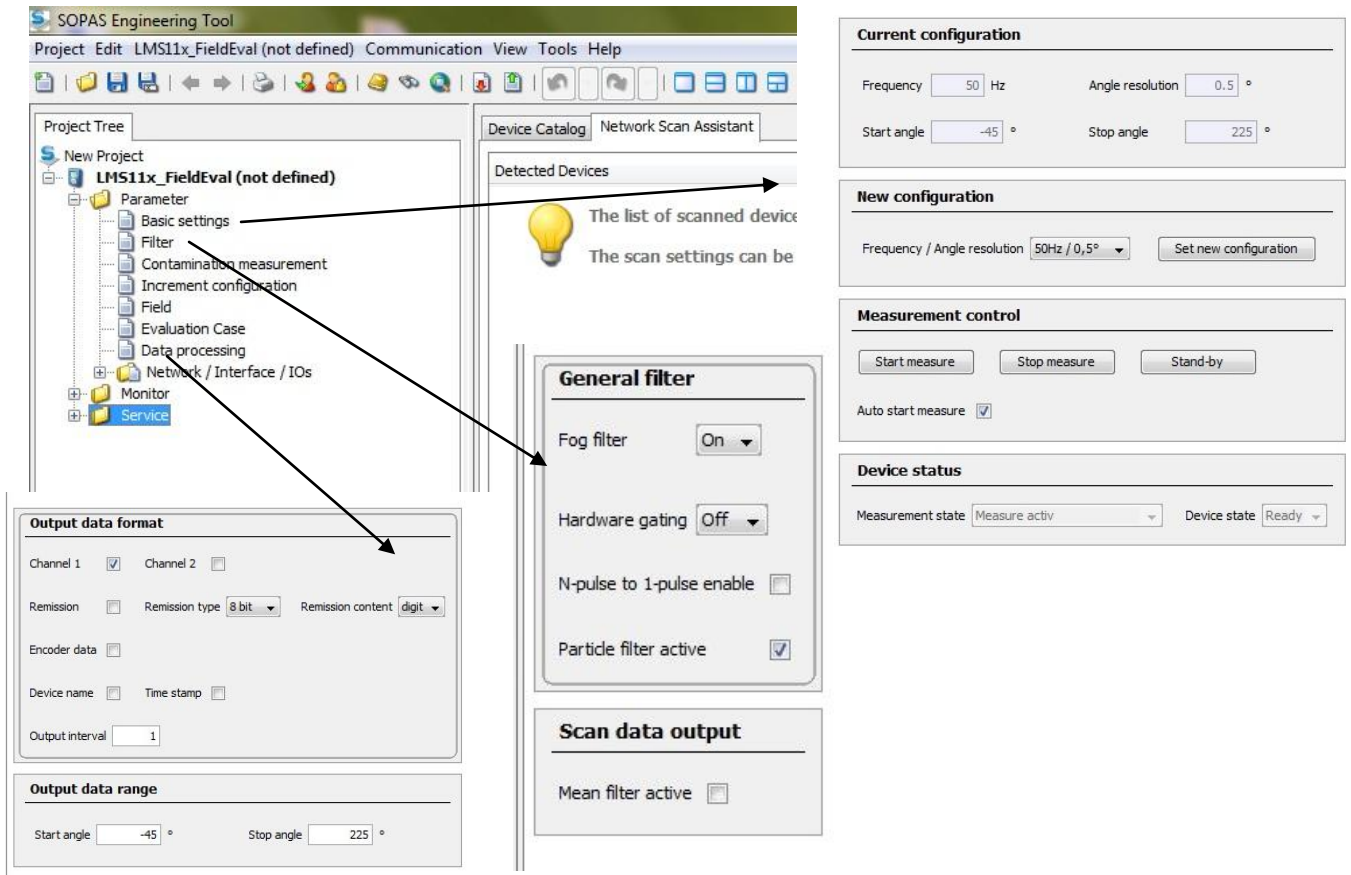 SOPAS Engineering Tool
Project Edit LMS11x_FieldEval (not defined) Communication View Tools Help
Project Tree
New Project
LMS11x_FieldEval (not defined)
Parameter
Basic settings
Filter
Contamination measurement
Increment configuration
Field
Evaluation Case
Data processing
Network / Interface / IOs
Monitor
Service
Device Catalog Network Scan Assistant
Detected Devices
The list of scanned device
The scan settings can be
Current configuration
Frequency 50 Hz Angle resolution 0.5 °
Start angle -45 ° Stop angle 225 °
New configuration
Frequency / Angle resolution 50Hz / 0,5° Set new configuration
Measurement control
Start measure Stop measure Stand-by
Auto start measure
Device status
Measurement state Measure activ Device state Ready
General filter
Fog filter On
Hardware gating Off
N-pulse to 1-pulse enable
Particle filter active
Scan data output
Mean filter active
Output data format
Channel 1 Channel 2
Remission Remission type 8 bit Remission content digit
Encoder data
Device name Time stamp
Output interval 1
Output data range
Start angle -45 ° Stop angle 225 °